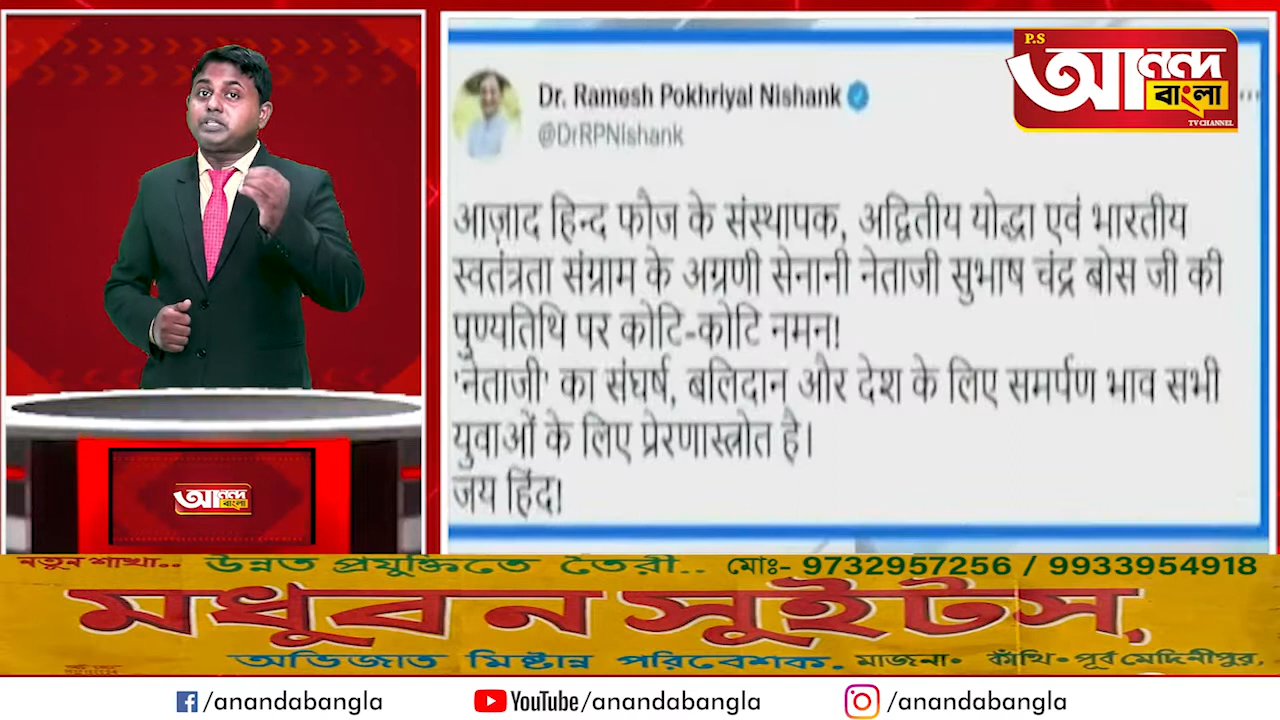 P.S
আনন্দ
বাংলা
TV CHANNEL
Dr. Ramesh Pokhriyal Nishank
@DrRPNishank
आज़ाद हिन्द फौज के संस्थापक, अद्वितीय योद्धा एवं भारतीय
स्वतंत्रता संग्राम के अग्रणी सेनानी नेताजी सुभाष चंद्र बोस जी की
पुण्यतिथि पर कोटि-कोटि नमन!
'नेताजी' का संघर्ष, बलिदान और देश के लिए समर्पण भाव सभी
युवाओं के लिए प्रेरणास्त्रोत है।
जय हिंद!
আনন্দ
বাংলা
নতুন শাখা.. উন্নত প্রযুক্তিতে তৈরী.. মোঃ- 9732957256 / 9933954918
মধুবন সুইটস,
অভিজাত মিষ্টান্ন পরিবেশক. মাজনা. কাঁথি-পূর্ব মেদিনীপুর,
/anandabangla YouTube/anandabangla /anandabangla